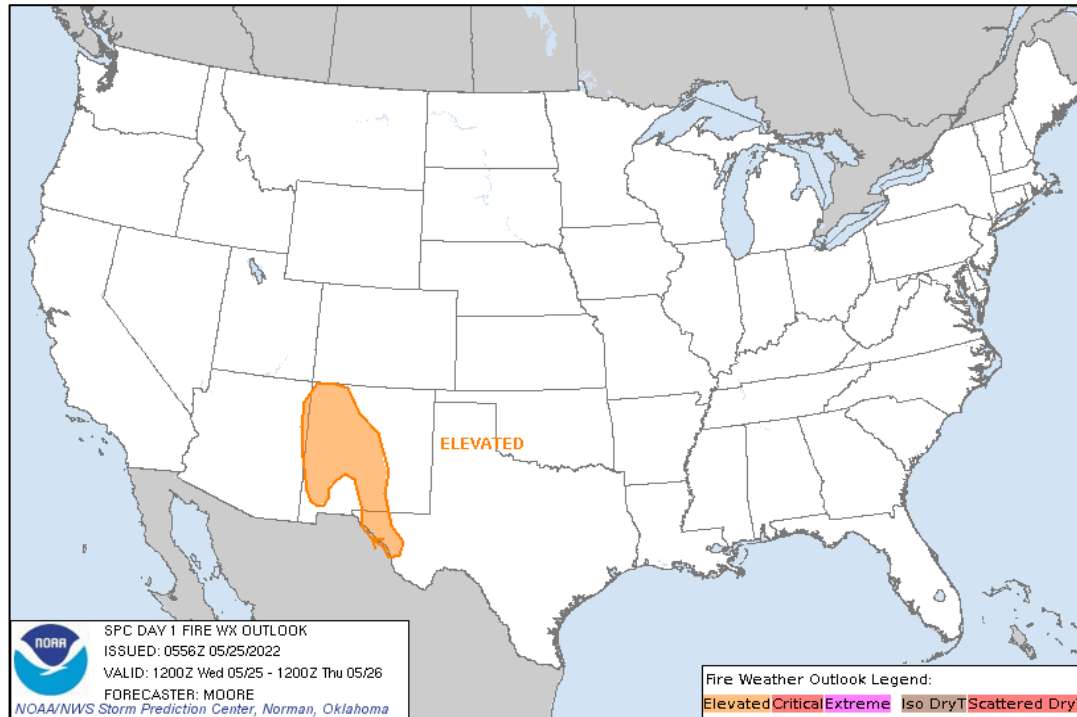 ELEVATED
NOAA
SPC DAY 1 FIRE WX OUTLOOK
ISSUED: 0556Z 05/25/2022
VALID: 1200Z Wed 05/25 - 1200Z Thu 05/26
FORECASTER: MOORE
NOAA/NWS Storm Prediction Center, Norman, Oklahoma
Fire Weather Outlook Legend:
Elevated Critical Extreme Iso DryT Scattered DryT